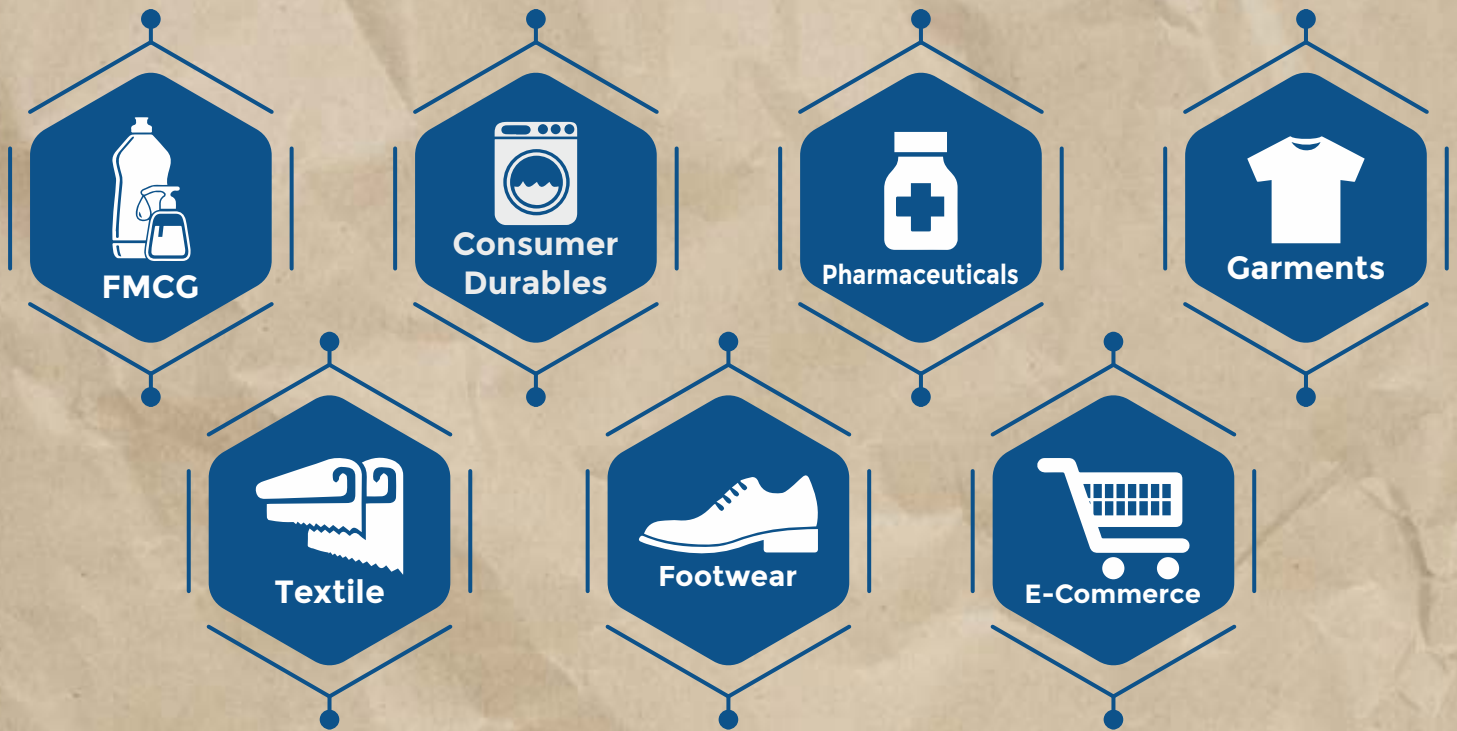 FMCG
Consumer
Durables
Pharmaceuticals
Garments
Textile
Footwear
E-Commerce